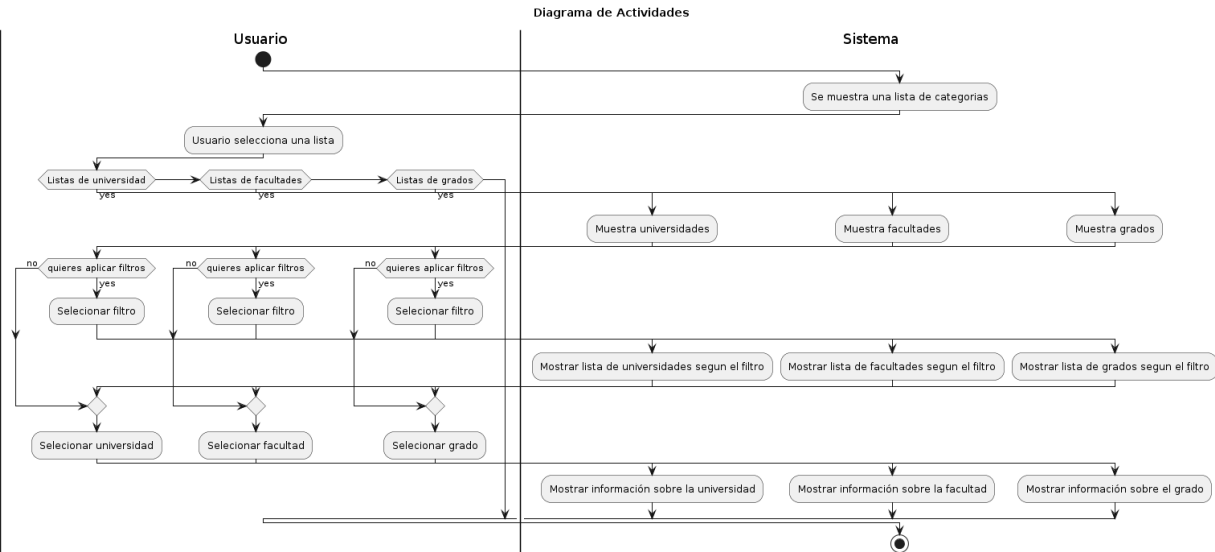 Diagrama de Actividades
Usuario
Sistema
Se muestra una lista de categorias
Usuario selecciona una lista
Listas de universidad
Listas de facultades
Listas de grados
yes
yes
yes
Muestra universidades
Muestra facultades
Muestra grados
no
quieres aplicar filtros
no
quieres aplicar filtros
no
quieres aplicar filtros
yes
yes
yes
Selecionar filtro
Selecionar filtro
Selecionar filtro
Mostrar lista de universidades segun el filtro
Mostrar lista de facultades segun el filtro
Mostrar lista de grados segun el filtro
Selecionar universidad
Selecionar facultad
Selecionar grado
Mostrar información sobre la universidad
Mostrar información sobre la facultad
Mostrar información sobre el grado